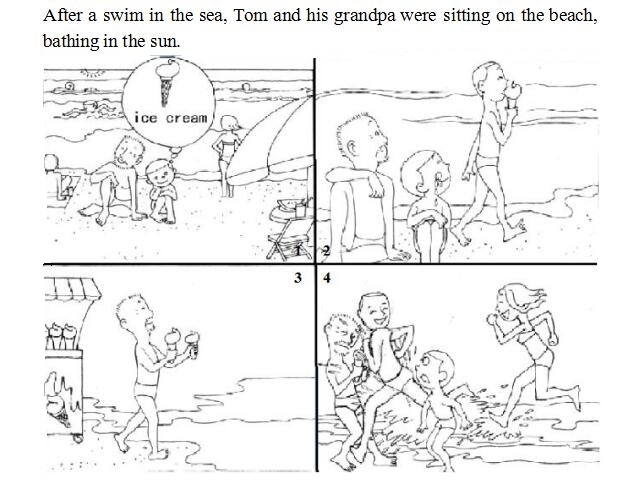 After a swim in the sea, Tom and his grandpa were sitting on the beach,
bathing in the sun.
ice cream
1
2
3
4